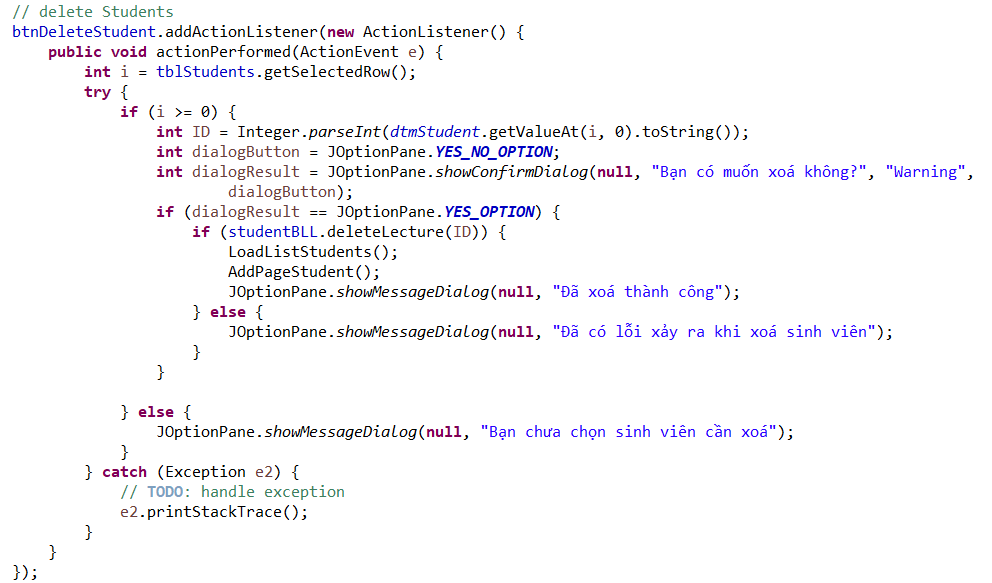 // delete Students
btnDeleteStudent.addActionListener(new ActionListener() {
public void actionPerformed(ActionEvent e) {
int i = tblStudents.getSelectedRow();
try {
if (i >= 0) {
int ID = Integer.parseInt(dtmStudent.getValueAt(i, 0).toString());
int dialogButton = JOptionPane.YES_NO_OPTION;
int dialogResult = JOptionPane.showConfirmDialog(null, "Bạn có muốn xoá không?", "Warning",
dialogButton);
if (dialogResult == JOptionPane.YES_OPTION) {
if (studentBLL.deleteLecture(ID)) {
LoadListStudents();
AddPageStudent();
JOptionPane.showMessageDialog(null, "Đã xoá thành công");
} else {
JOptionPane.showMessageDialog(null, "Đã có lỗi xảy ra khi xoá sinh viên");
}
}
} else {
JOptionPane.showMessageDialog(null, "Bạn chưa chọn sinh viên cần xoá");
}
} catch (Exception e2) {
// TODO: handle exception
e2.printStackTrace();
}
}
});